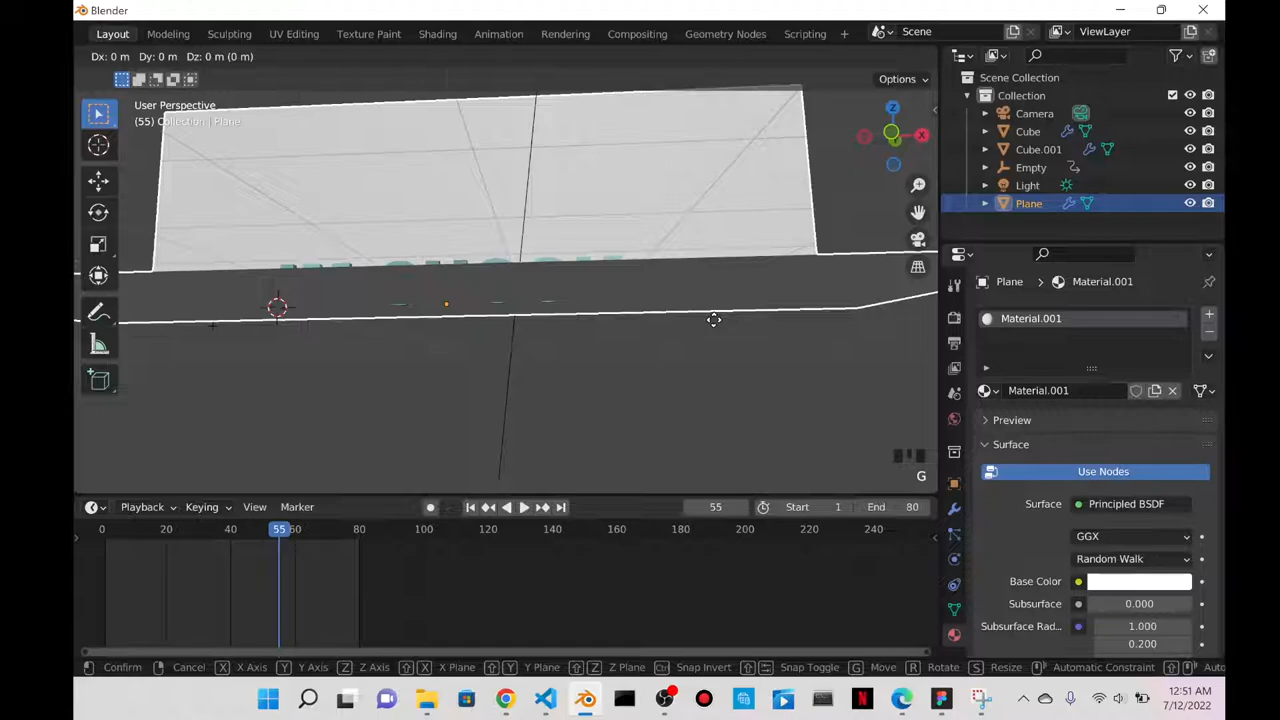 Blender
Layout Modeling Sculpting UV Editing Texture Paint Shading Animation Rendering Compositing Geometry Nodes Scripting + Scene ViewLayer
Dx: 0 m Dy: 0 m Dz: 0 m (0 m)
Options
User Perspective
(55) Collection | Plane
Z
X
Y
G
Scene Collection
Collection
Camera
Cube
Cube.001
Empty
Light
Plane
Plane Material.001
Material.001
Material.001
Preview
Surface
Use Nodes
Surface Principled BSDF
GGX
Random Walk
Base Color
Subsurface 0.000
Subsurface Rad... 1.000
0.200
Playback Keying View Marker 55 Start 1 End 80
0 20 40 55 60 80 100 120 140 160 180 200 220 240
Confirm Cancel X X Axis Y Y Axis Z Z Axis X X Plane Y Y Plane Z Z Plane Ctrl Snap Invert Snap Toggle G Move R Rotate S Resize Automatic Constraint Auto
12:51 AM
7/12/2022